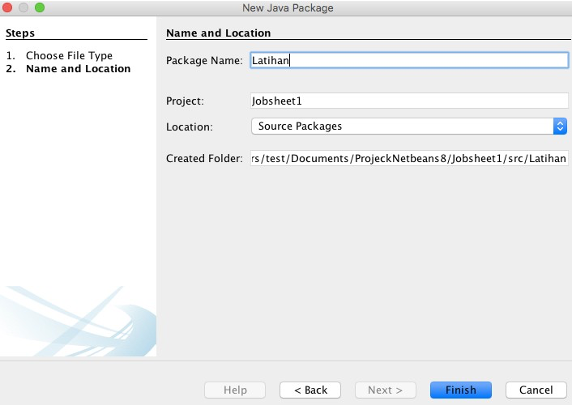 New Java Package
Steps
1. Choose File Type
2. Name and Location
Name and Location
Package Name: Latihan
Project: Jobsheet1
Location: Source Packages
Created Folder: rs/test/Documents/ProjeckNetbeans8/Jobsheet1/src/Latihan
Help < Back Next > Finish Cancel